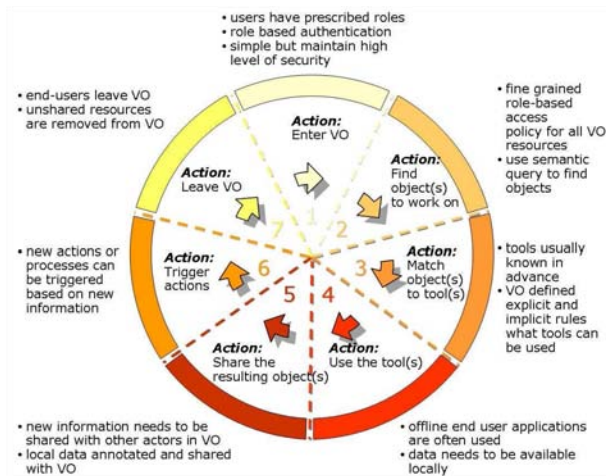 • users have prescribed roles
• role based authentication
• simple but maintain high
level of security
Action:
Enter VO
1
• fine grained
role-based
access
policy for all VO
resources
• use semantic
query to find
objects
Action:
Find
object(s)
to work on
2
• tools usually
known in
advance
• VO defined
explicit and
implicit rules
what tools can
be used
Action:
Match
object(s)
to tool(s)
3
• offline end user applications
are often used
• data needs to be available
locally
Action:
Use the tool(s)
4
• new information needs to be
shared with other actors in VO
• local data annotated and shared
with VO
Action:
Share the
resulting object(s)
5
• new actions or
processes can
be triggered
based on new
information
Action:
Trigger
actions
6
• end-users leave VO
• unshared resources
are removed from VO
Action:
Leave VO
7